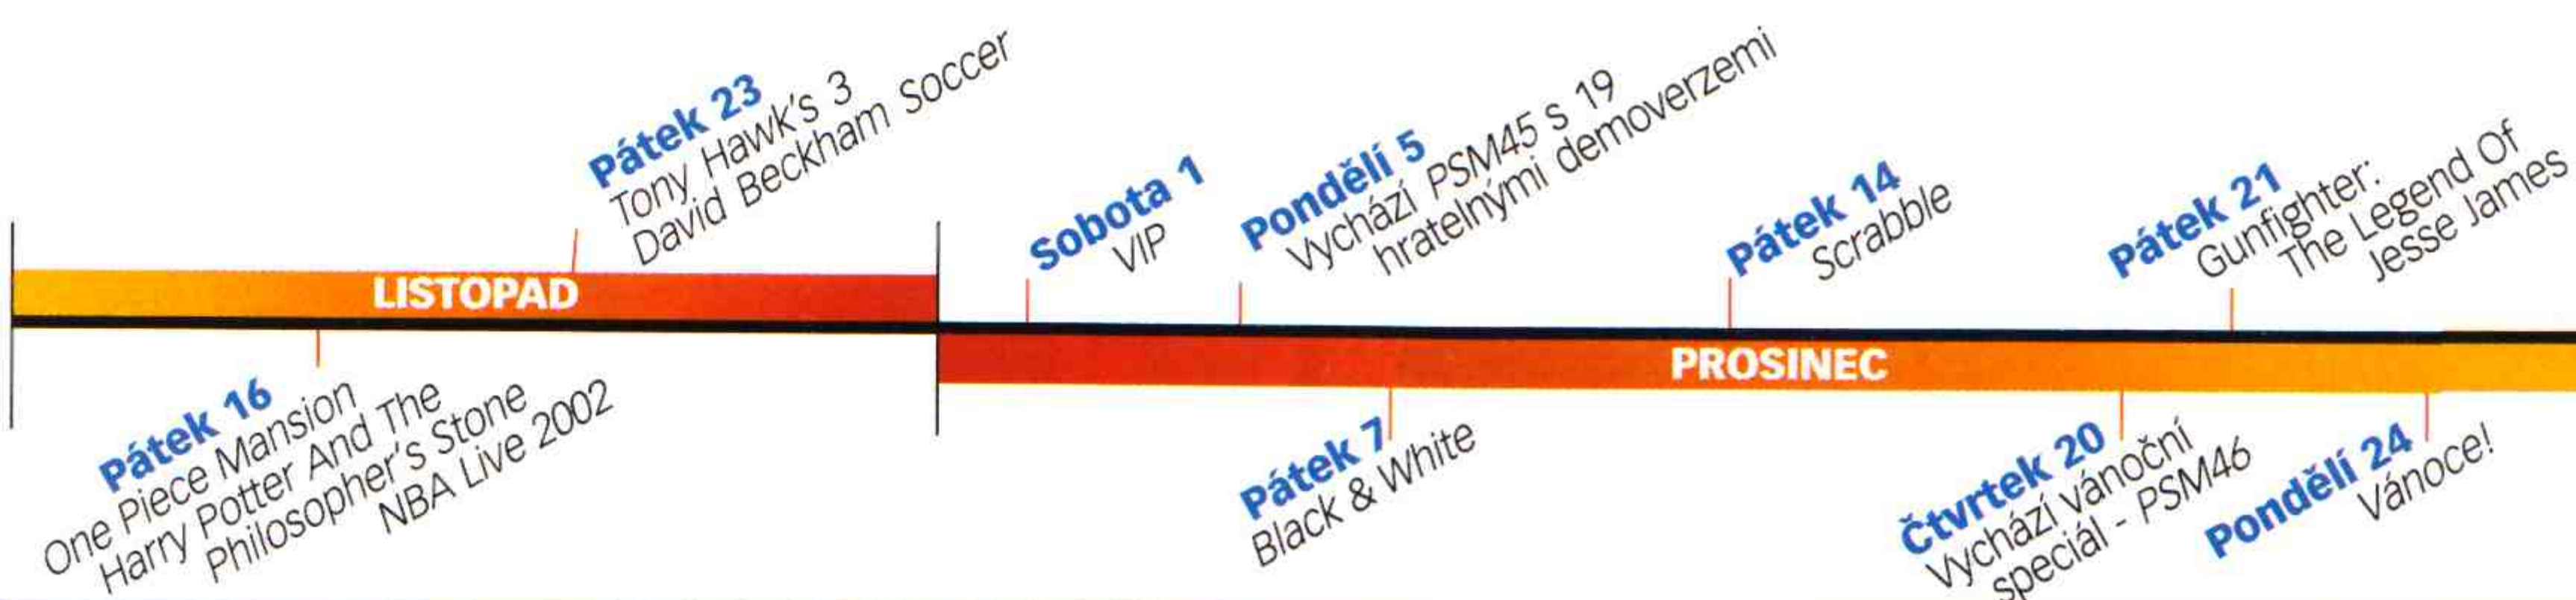 Pátek 23
Tony Hawk's 3
David Beckham Soccer
LISTOPAD
Pátek 16
One Piece Mansion
Harry Potter And The
Philosopher's Stone
NBA Live 2002
Sobota 1
VIP
Pondělí 5
Vychází PSM45 s 19
hratelnými demoverzemi
Pátek 14
Scrabble
Pátek 21
Gunfighter:
The Legend Of
Jesse James
PROSINEC
Pátek 7
Black & White
Čtvrtek 20
Vychází vánoční
speciál - PSM46
Pondělí 24
Vánoce!